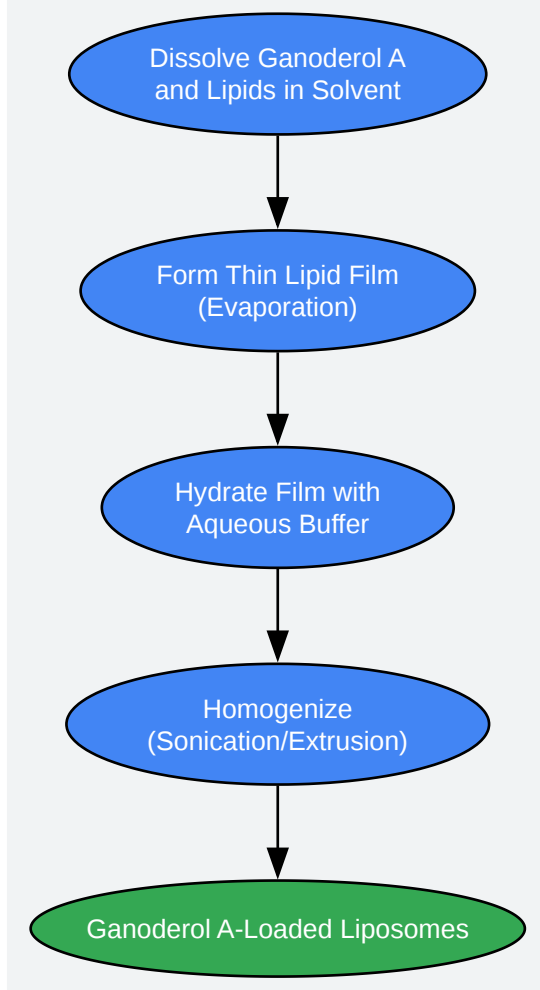 Dissolve Ganoderol A
and Lipids in Solvent
Form Thin Lipid Film
(Evaporation)
Hydrate Film with
Aqueous Buffer
Homogenize
(Sonication/Extrusion)
Ganoderol A-Loaded Liposomes